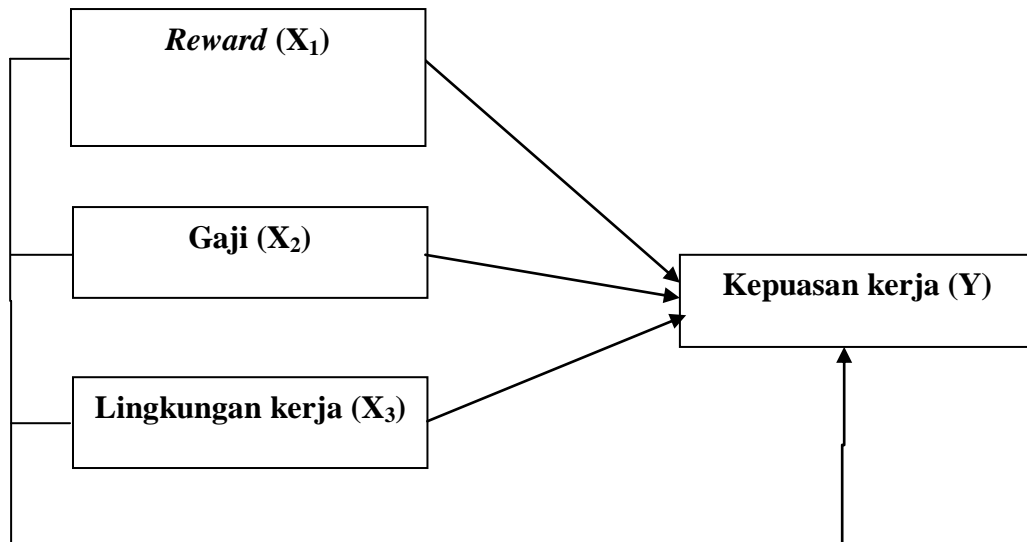 Reward (X₁)
Gaji (X₂)
Kepuasan kerja (Y)
Lingkungan kerja (X₃)